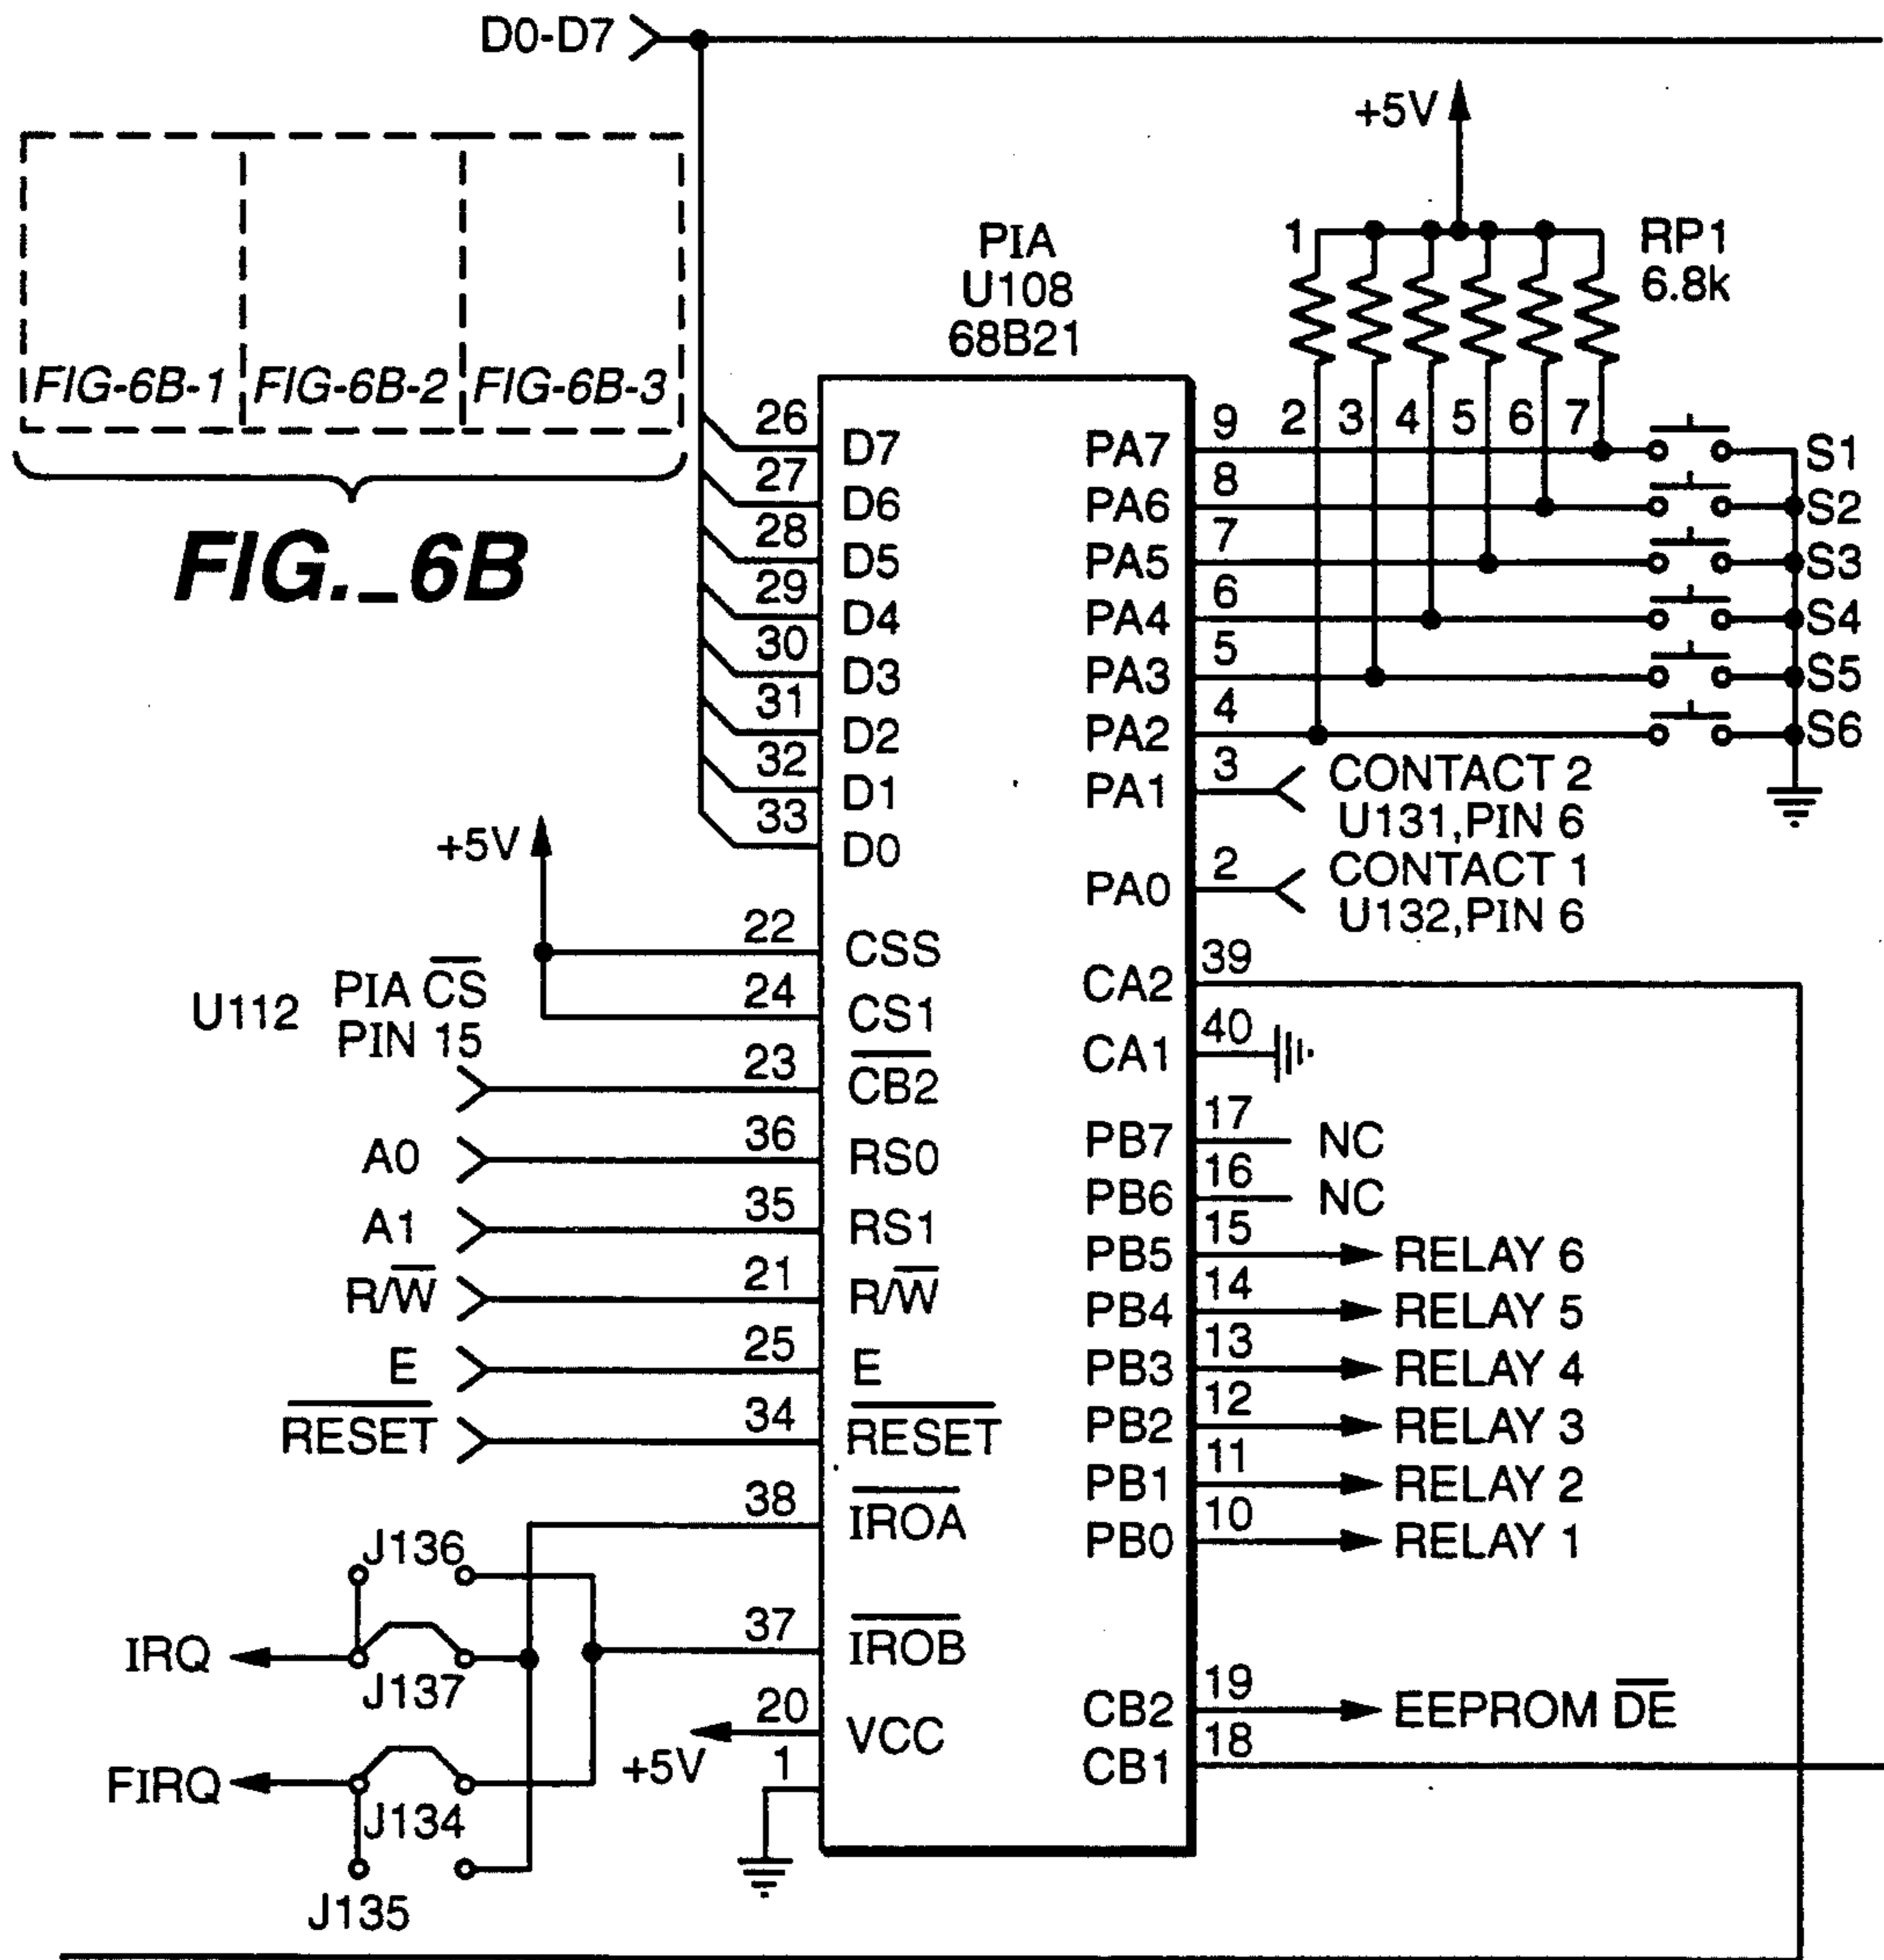 D0-D7
+5V
FIG-6B-1 FIG-6B-2 FIG-6B-3
FIG._6B
PIA
U108
68B21
1
RP1
6.8k
2 3 4 5 6 7
26 D7
27 D6
28 D5
29 D4
30 D3
31 D2
32 D1
33 D0
+5V
22 CSS
24 CS1
U112 PIA C̅S̅
PIN 15
23 C̅B̅2̅
A0 36 RS0
A1 35 RS1
R/W̅ 21 R/W̅
E 25 E
R̅E̅S̅E̅T̅ 34 R̅E̅S̅E̅T̅
38 I̅R̅O̅A̅
J136
37 I̅R̅O̅B̅
IRQ
J137
20 VCC
+5V
1
FIRQ
J134
J135
PA7 9 S1
PA6 8 S2
PA5 7 S3
PA4 6 S4
PA3 5 S5
PA2 4 S6
PA1 3 CONTACT 2
U131,PIN 6
PA0 2 CONTACT 1
U132,PIN 6
CA2 39
CA1 40
PB7 17 NC
PB6 16 NC
PB5 15 RELAY 6
PB4 14 RELAY 5
PB3 13 RELAY 4
PB2 12 RELAY 3
PB1 11 RELAY 2
PB0 10 RELAY 1
CB2 19 EEPROM D̅E̅
CB1 18